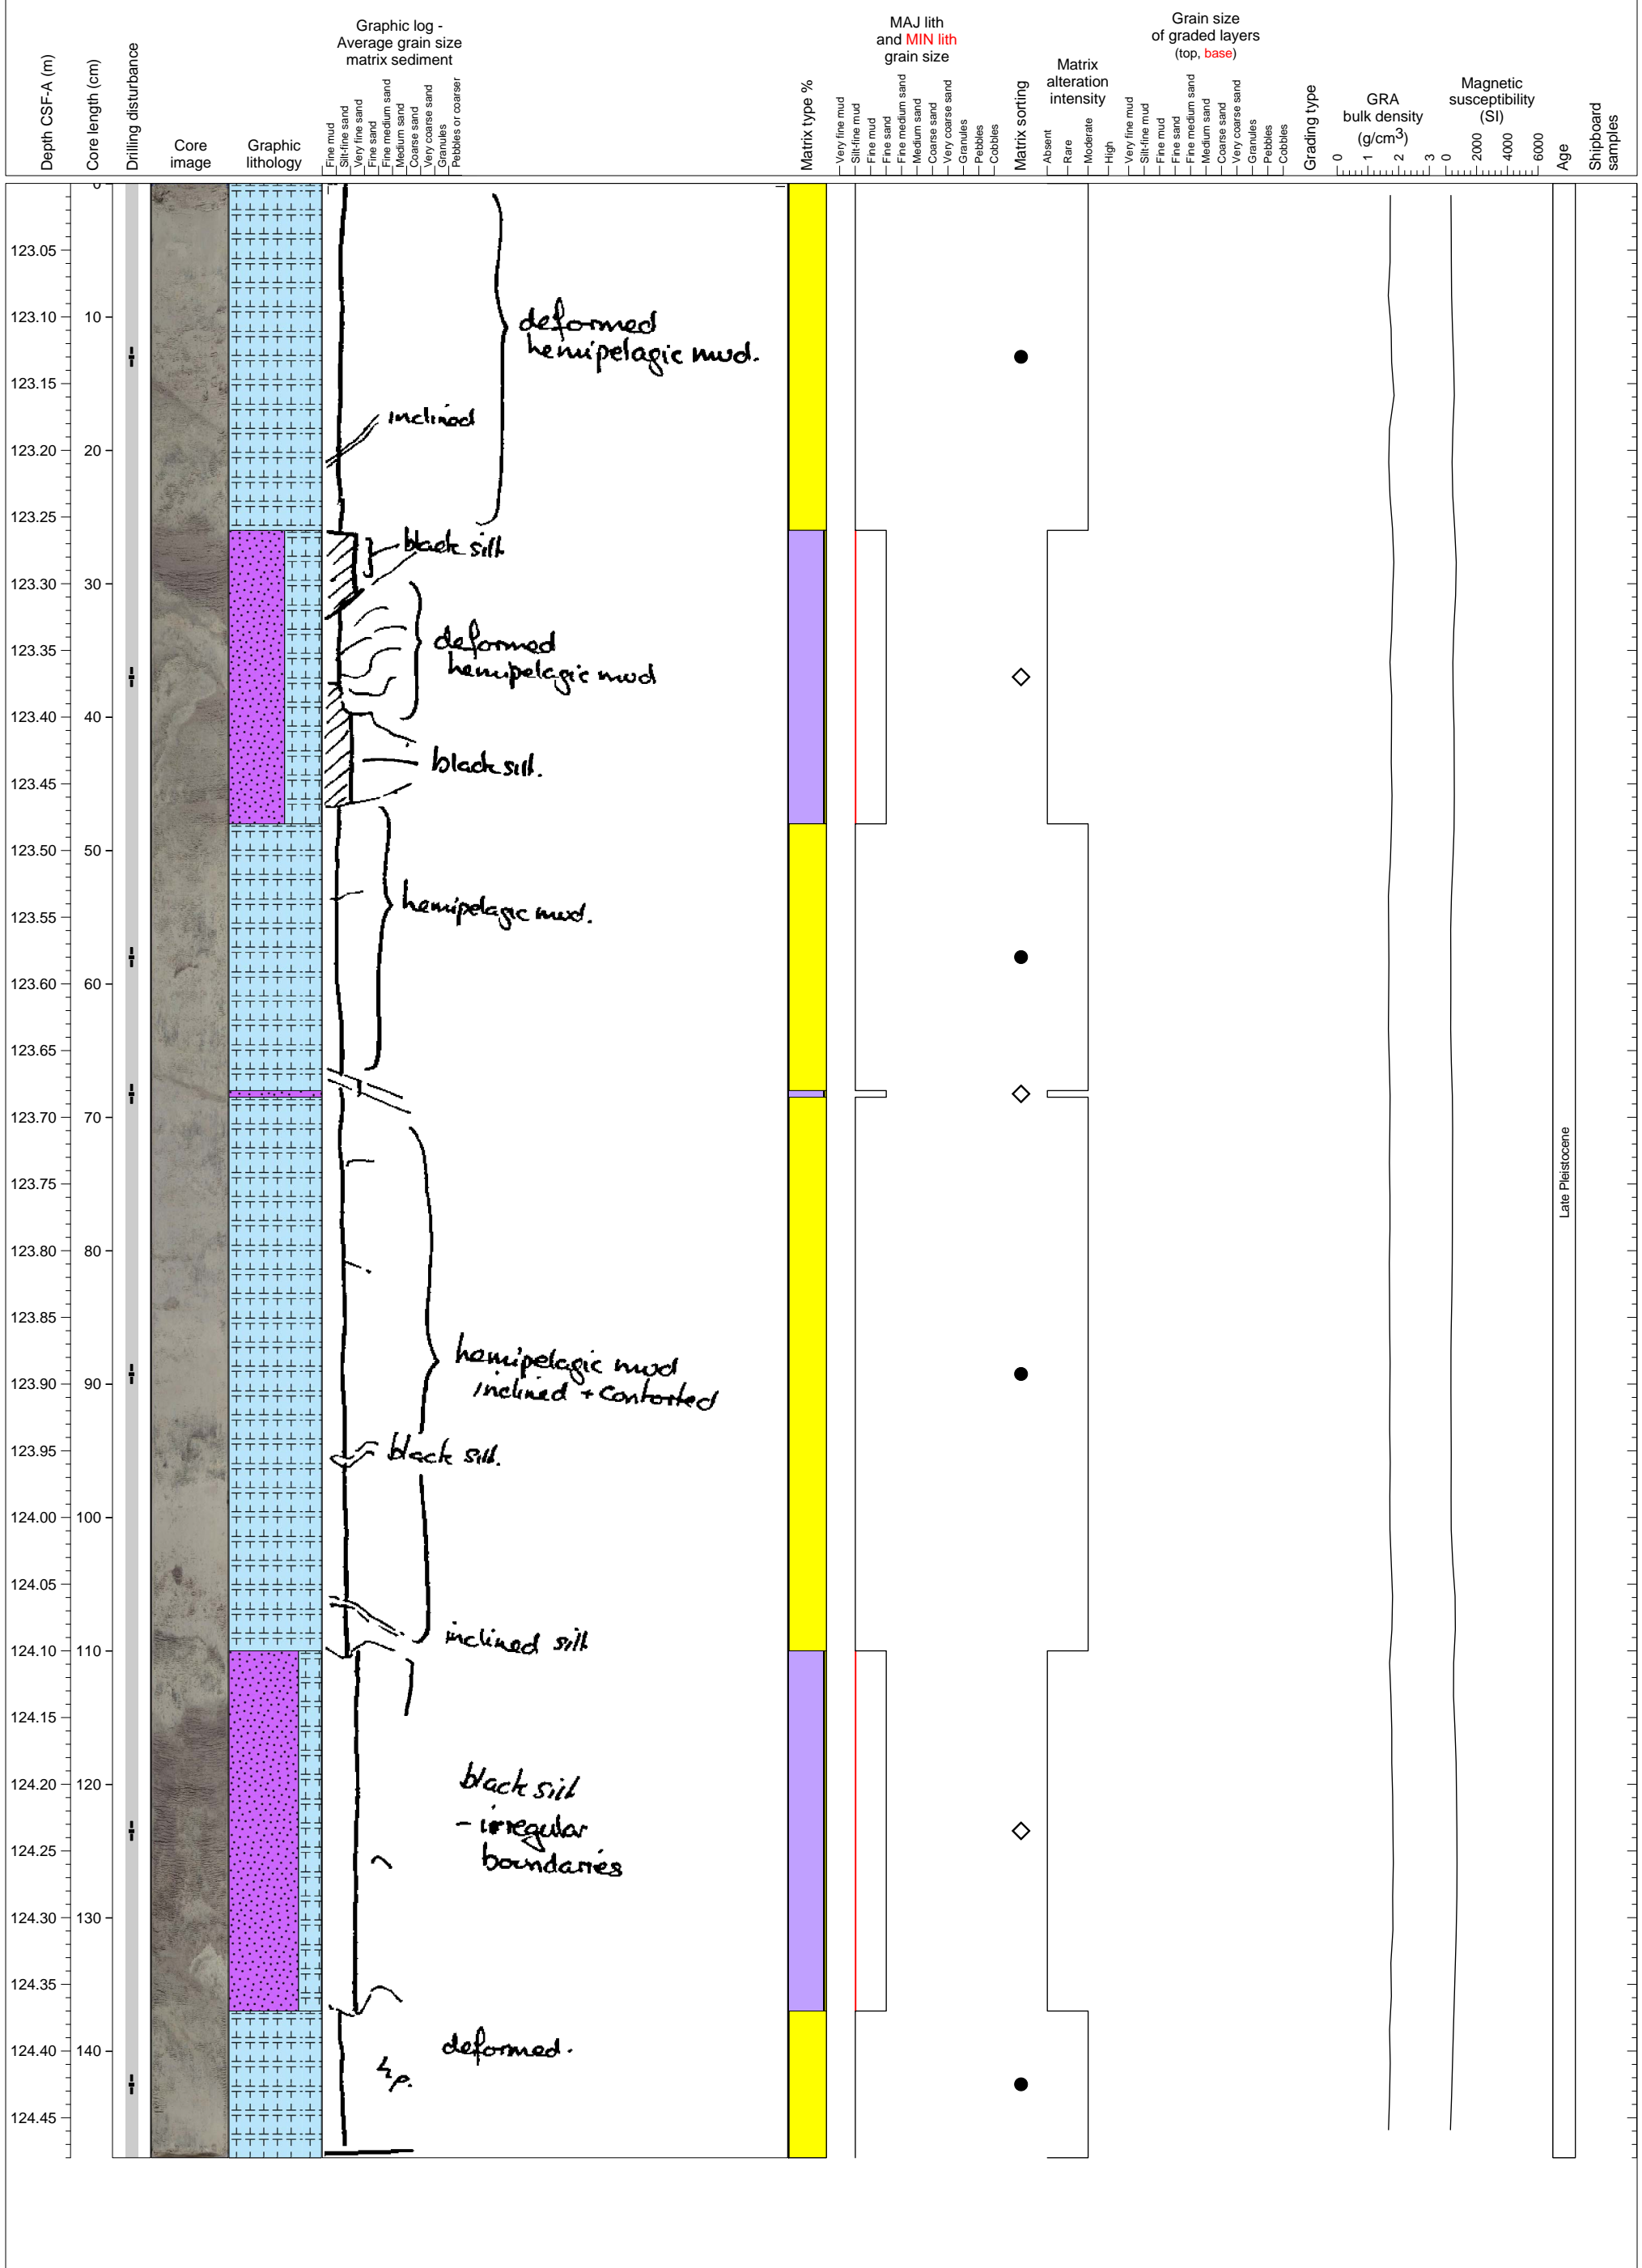 Depth CSF-A (m)
Core length (cm)
Drilling disturbance
Core
image
Graphic
lithology
Graphic log -
Average grain size
matrix sediment
Fine mud
Silt-fine sand
Very fine sand
Fine sand
Fine medium sand
Medium sand
Coarse sand
Very coarse sand
Granules
Pebbles or coarser
Matrix type %
MAJ lith
and MIN lith
grain size
Very fine mud
Silt-fine mud
Fine mud
Fine sand
Fine medium sand
Medium sand
Coarse sand
Very coarse sand
Granules
Pebbles
Cobbles
Matrix sorting
Matrix
alteration
intensity
Absent
Rare
Moderate
High
Grain size
of graded layers
(top, base)
Very fine mud
Silt-fine mud
Fine mud
Fine sand
Fine medium sand
Medium sand
Coarse sand
Very coarse sand
Granules
Pebbles
Cobbles
Grading type
GRA
bulk density
(g/cm3)
0 1 2 3
Magnetic
susceptibility
(SI)
0 2000 4000 6000
Age
Shipboard
samples
0
123.05
123.10 10
123.15
123.20 20
123.25
123.30 30
123.35
123.40 40
123.45
123.50 50
123.55
123.60 60
123.65
123.70 70
123.75
123.80 80
123.85
123.90 90
123.95
124.00 100
124.05
124.10 110
124.15
124.20 120
124.25
124.30 130
124.35
124.40 140
124.45
deformed
hemipelagic mud.
inclined
black silt
deformed
hemipelagic mud
black silt.
hemipelagic mud.
hemipelagic mud
inclined + contorted
black silt.
inclined silt
black silt
- irregular
boundaries
deformed.
Late Pleistocene